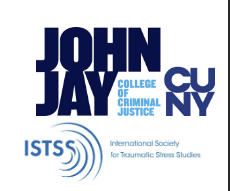 JOHN
JAY
COLLEGE
OF
CRIMINAL
JUSTICE
CU
NY
ISTSS
International Society
for Traumatic Stress Studies